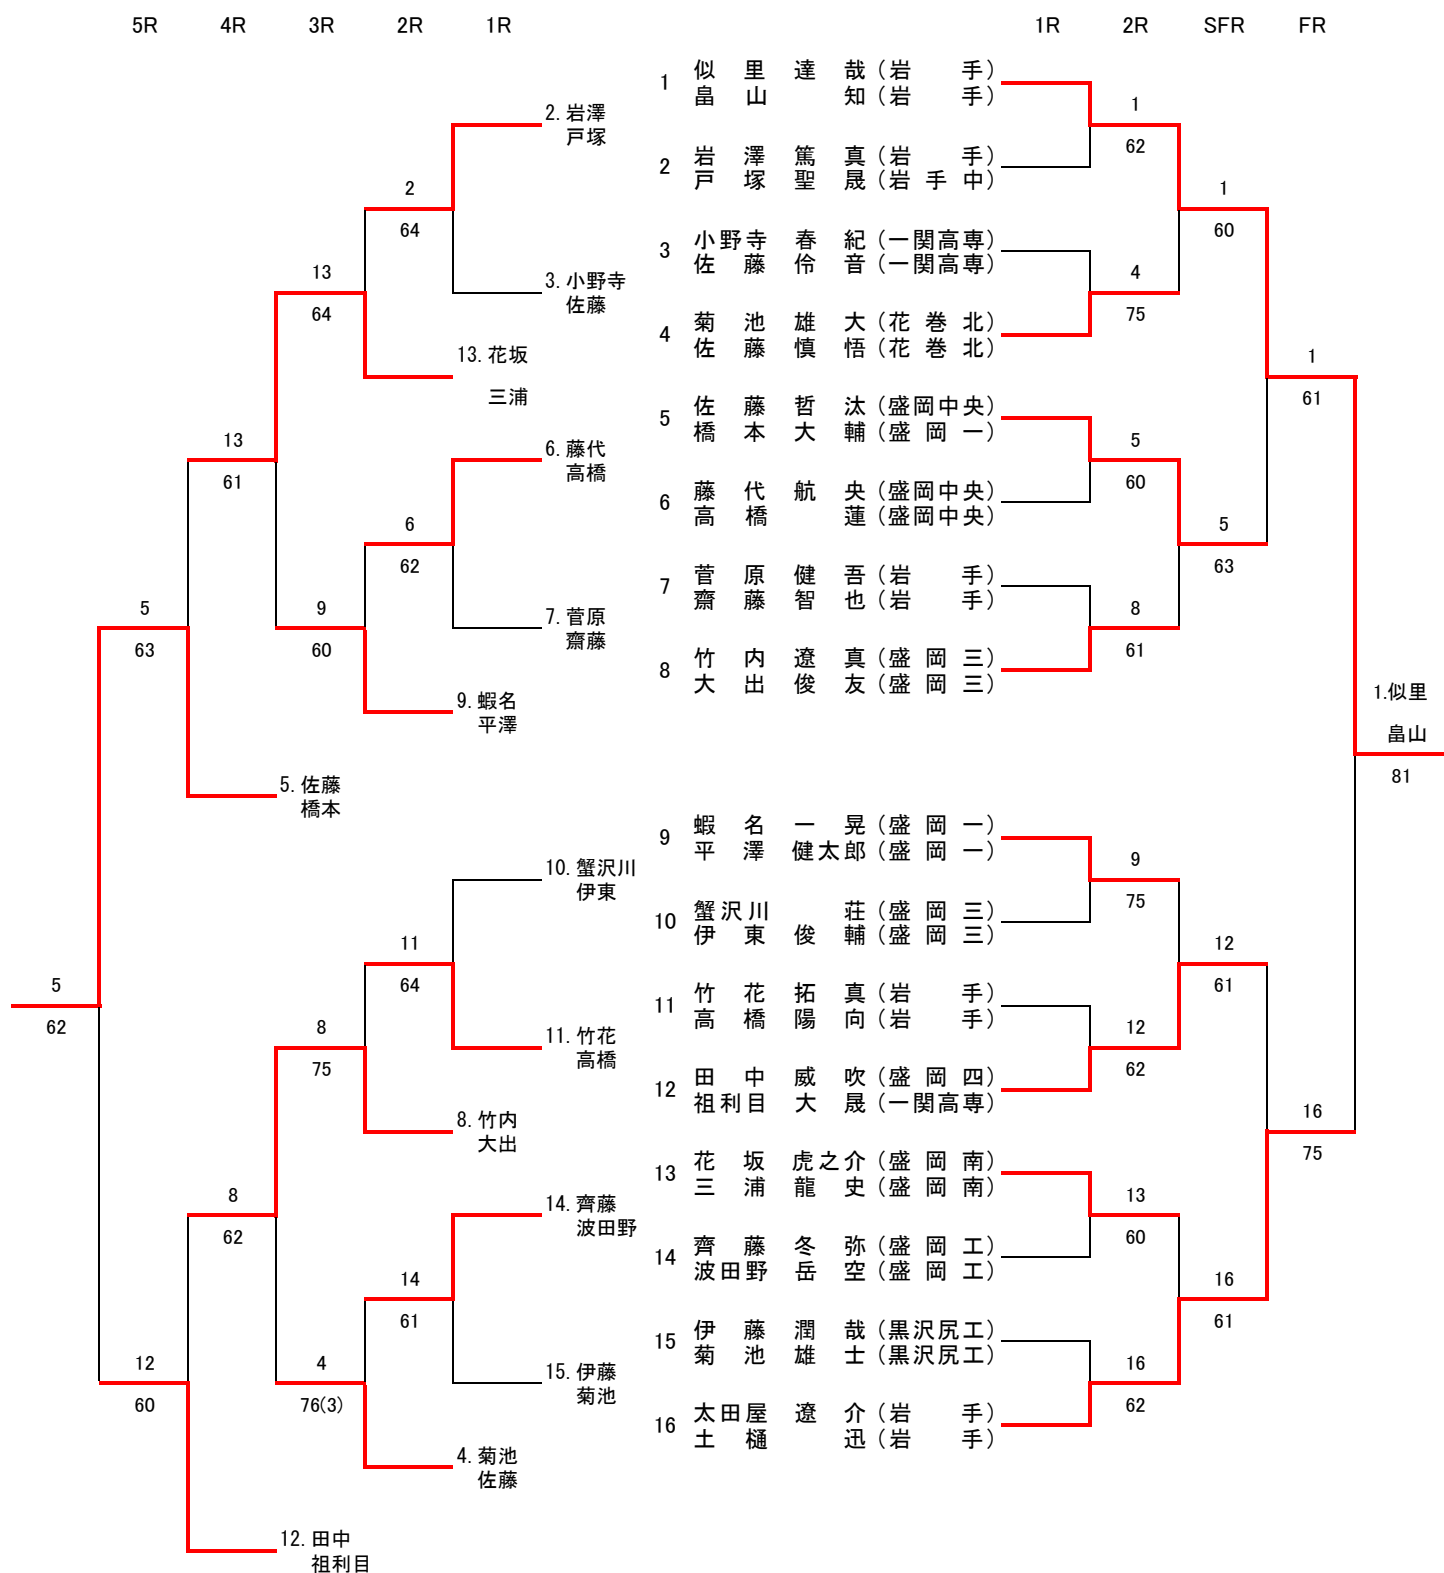 5R 4R 3R 2R 1R 1R 2R SFR FR
1 似里達哉(岩手)
畠山知(岩手)
2 岩澤篤真(岩手)
戸塚聖晟(岩手中)
3 小野寺春紀(一関高専)
佐藤伶音(一関高専)
4 菊池雄大(花巻北)
佐藤慎悟(花巻北)
5 佐藤哲汰(盛岡中央)
橋本大輔(盛岡一)
6 藤代航央(盛岡中央)
高橋蓮(盛岡中央)
7 菅原健吾(岩手)
齋藤智也(岩手)
8 竹内遼真(盛岡三)
大出俊友(盛岡三)
9 蝦名一晃(盛岡一)
平澤健太郎(盛岡一)
10 蟹沢川荘(盛岡三)
伊東俊輔(盛岡三)
11 竹花拓真(岩手)
高橋陽向(岩手)
12 田中威吹(盛岡四)
祖利目大晟(一関高専)
13 花坂虎之介(盛岡南)
三浦龍史(盛岡南)
14 齊藤冬弥(盛岡工)
波田野岳空(盛岡工)
15 伊藤潤哉(黒沢尻工)
菊池雄士(黒沢尻工)
16 太田屋遼介(岩手)
土樋迅(岩手)
1
62
4
75
5
60
8
61
9
75
12
62
13
60
16
62
1
60
5
63
12
61
16
61
1
61
16
75
1.似里
畠山
81
2.岩澤
戸塚
3.小野寺
佐藤
13.花坂
三浦
6.藤代
高橋
7.菅原
齋藤
9.蝦名
平澤
5.佐藤
橋本
10.蟹沢川
伊東
11.竹花
高橋
8.竹内
大出
14.齊藤
波田野
15.伊藤
菊池
4.菊池
佐藤
12.田中
祖利目
2
64
6
62
11
64
14
61
13
64
9
60
8
75
4
76(3)
13
61
8
62
5
63
12
60
5
62